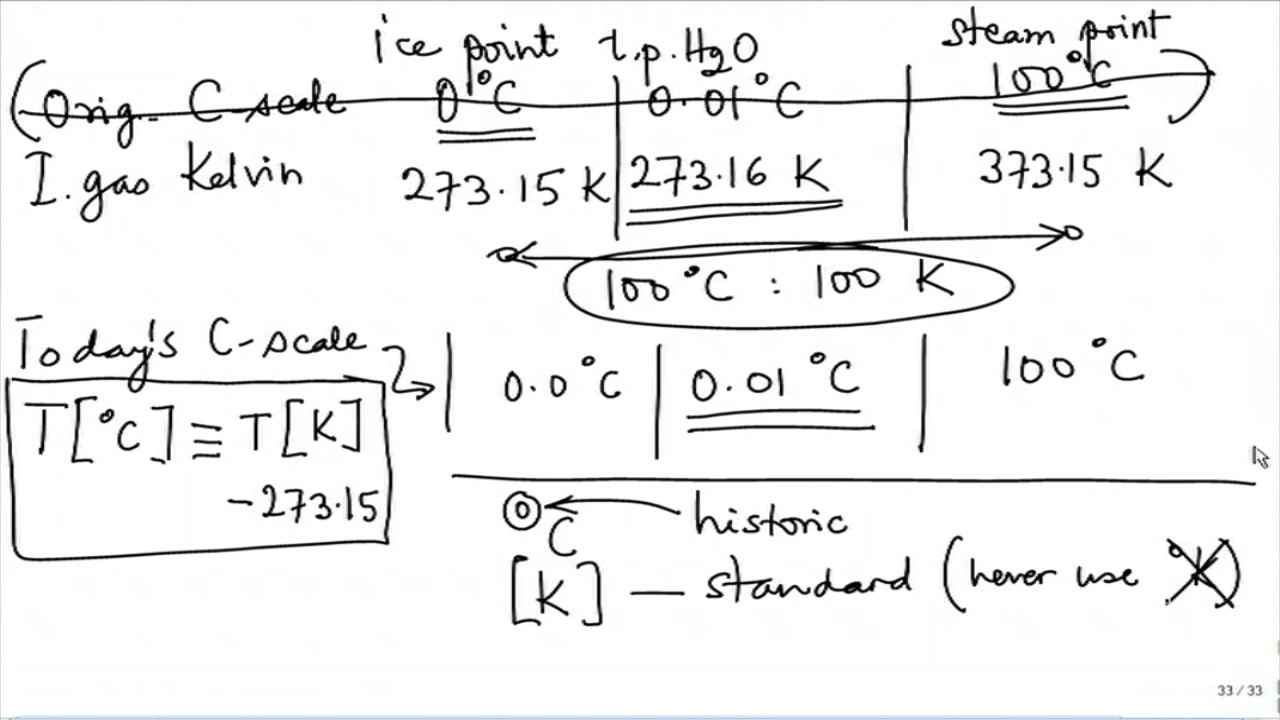 ice point t.p. H2O steam point
(Orig. C scale 0°C 0.01°C 100°C)
I. gas Kelvin 273.15 K 273.16 K 373.15 K
100°C : 100 K
Today's C-scale 0.0°C 0.01°C 100°C
T[°C] ≡ T[K]
-273.15
°C historic
[K] — standard (never use °K)
33 / 33